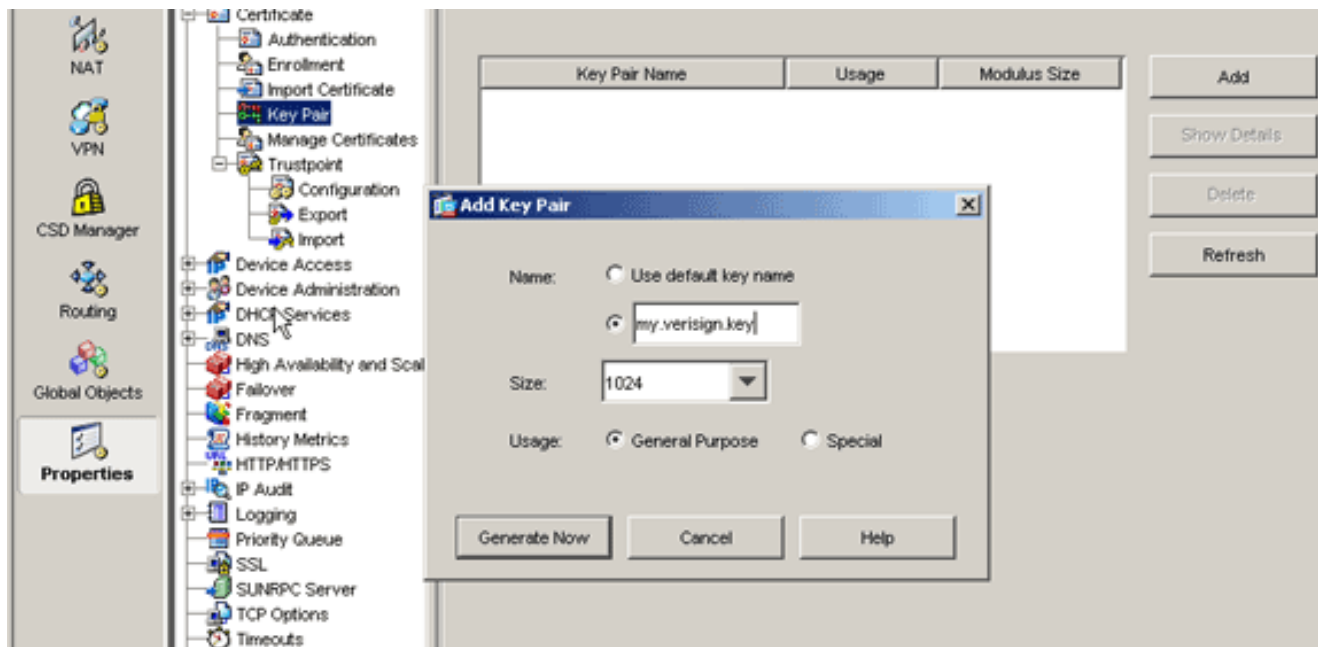 NAT
VPN
CSD Manager
Routing
Global Objects
Properties
Certificate
Authentication
Enrollment
Import Certificate
Key Pair
Manage Certificates
Trustpoint
Configuration
Export
Import
Device Access
Device Administration
DHCP Services
DNS
High Availability and Scal
Failover
Fragment
History Metrics
HTTP/HTTPS
IP Audit
Logging
Priority Queue
SSL
SUNRPC Server
TCP Options
Timeouts
Key Pair Name Usage Modulus Size
Add
Show Details
Delete
Refresh
Add Key Pair
Name: Use default key name
my.verisign.key
Size: 1024
Usage: General Purpose Special
Generate Now Cancel Help